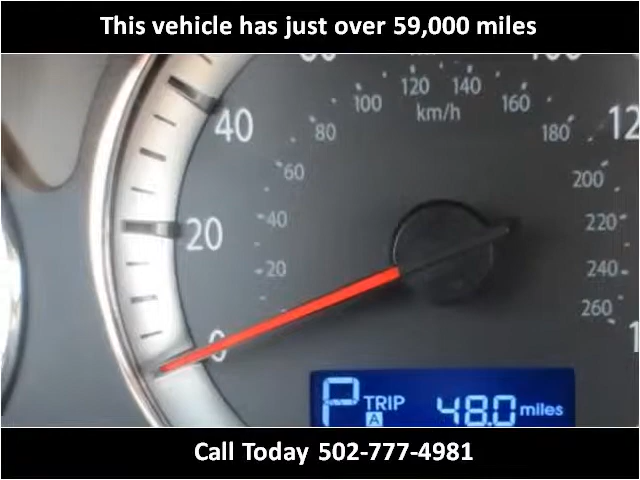 This vehicle has just over 59,000 miles
120 140
100 160
km/h
40 80 180
60 200
20 40 220
20 240
0 260
P TRIP A 48.0 miles
Call Today 502-777-4981